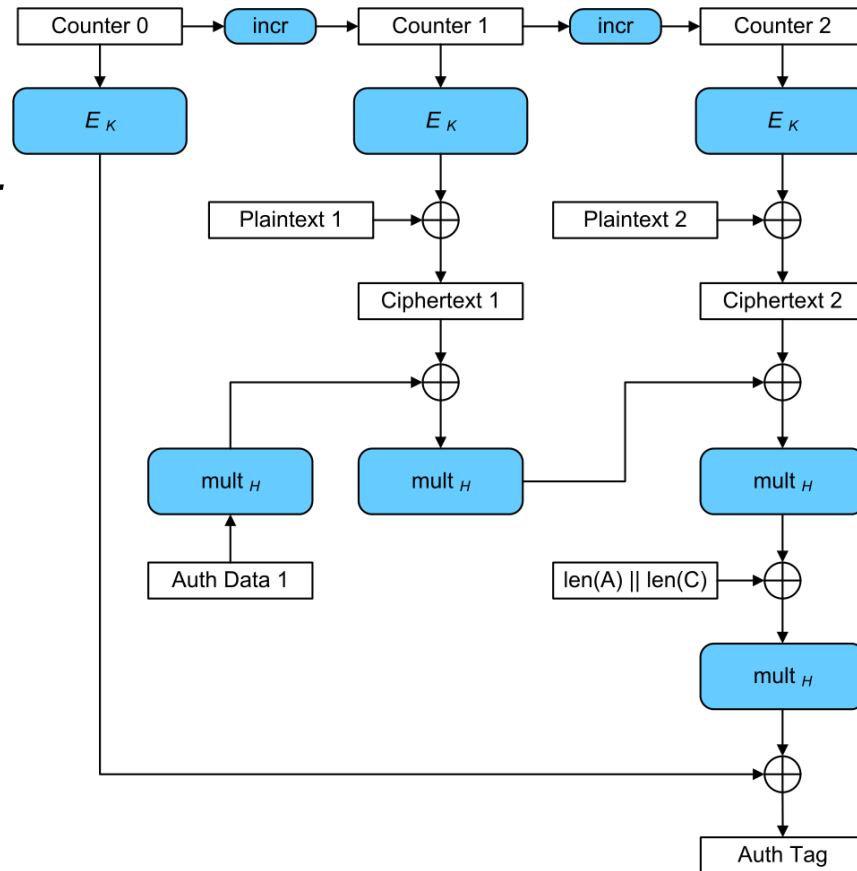 Counter 0
incr
Counter 1
incr
Counter 2
E K
E K
E K
Plaintext 1
Plaintext 2
Ciphertext 1
Ciphertext 2
mult H
mult H
mult H
Auth Data 1
len(A) || len(C)
mult H
Auth Tag